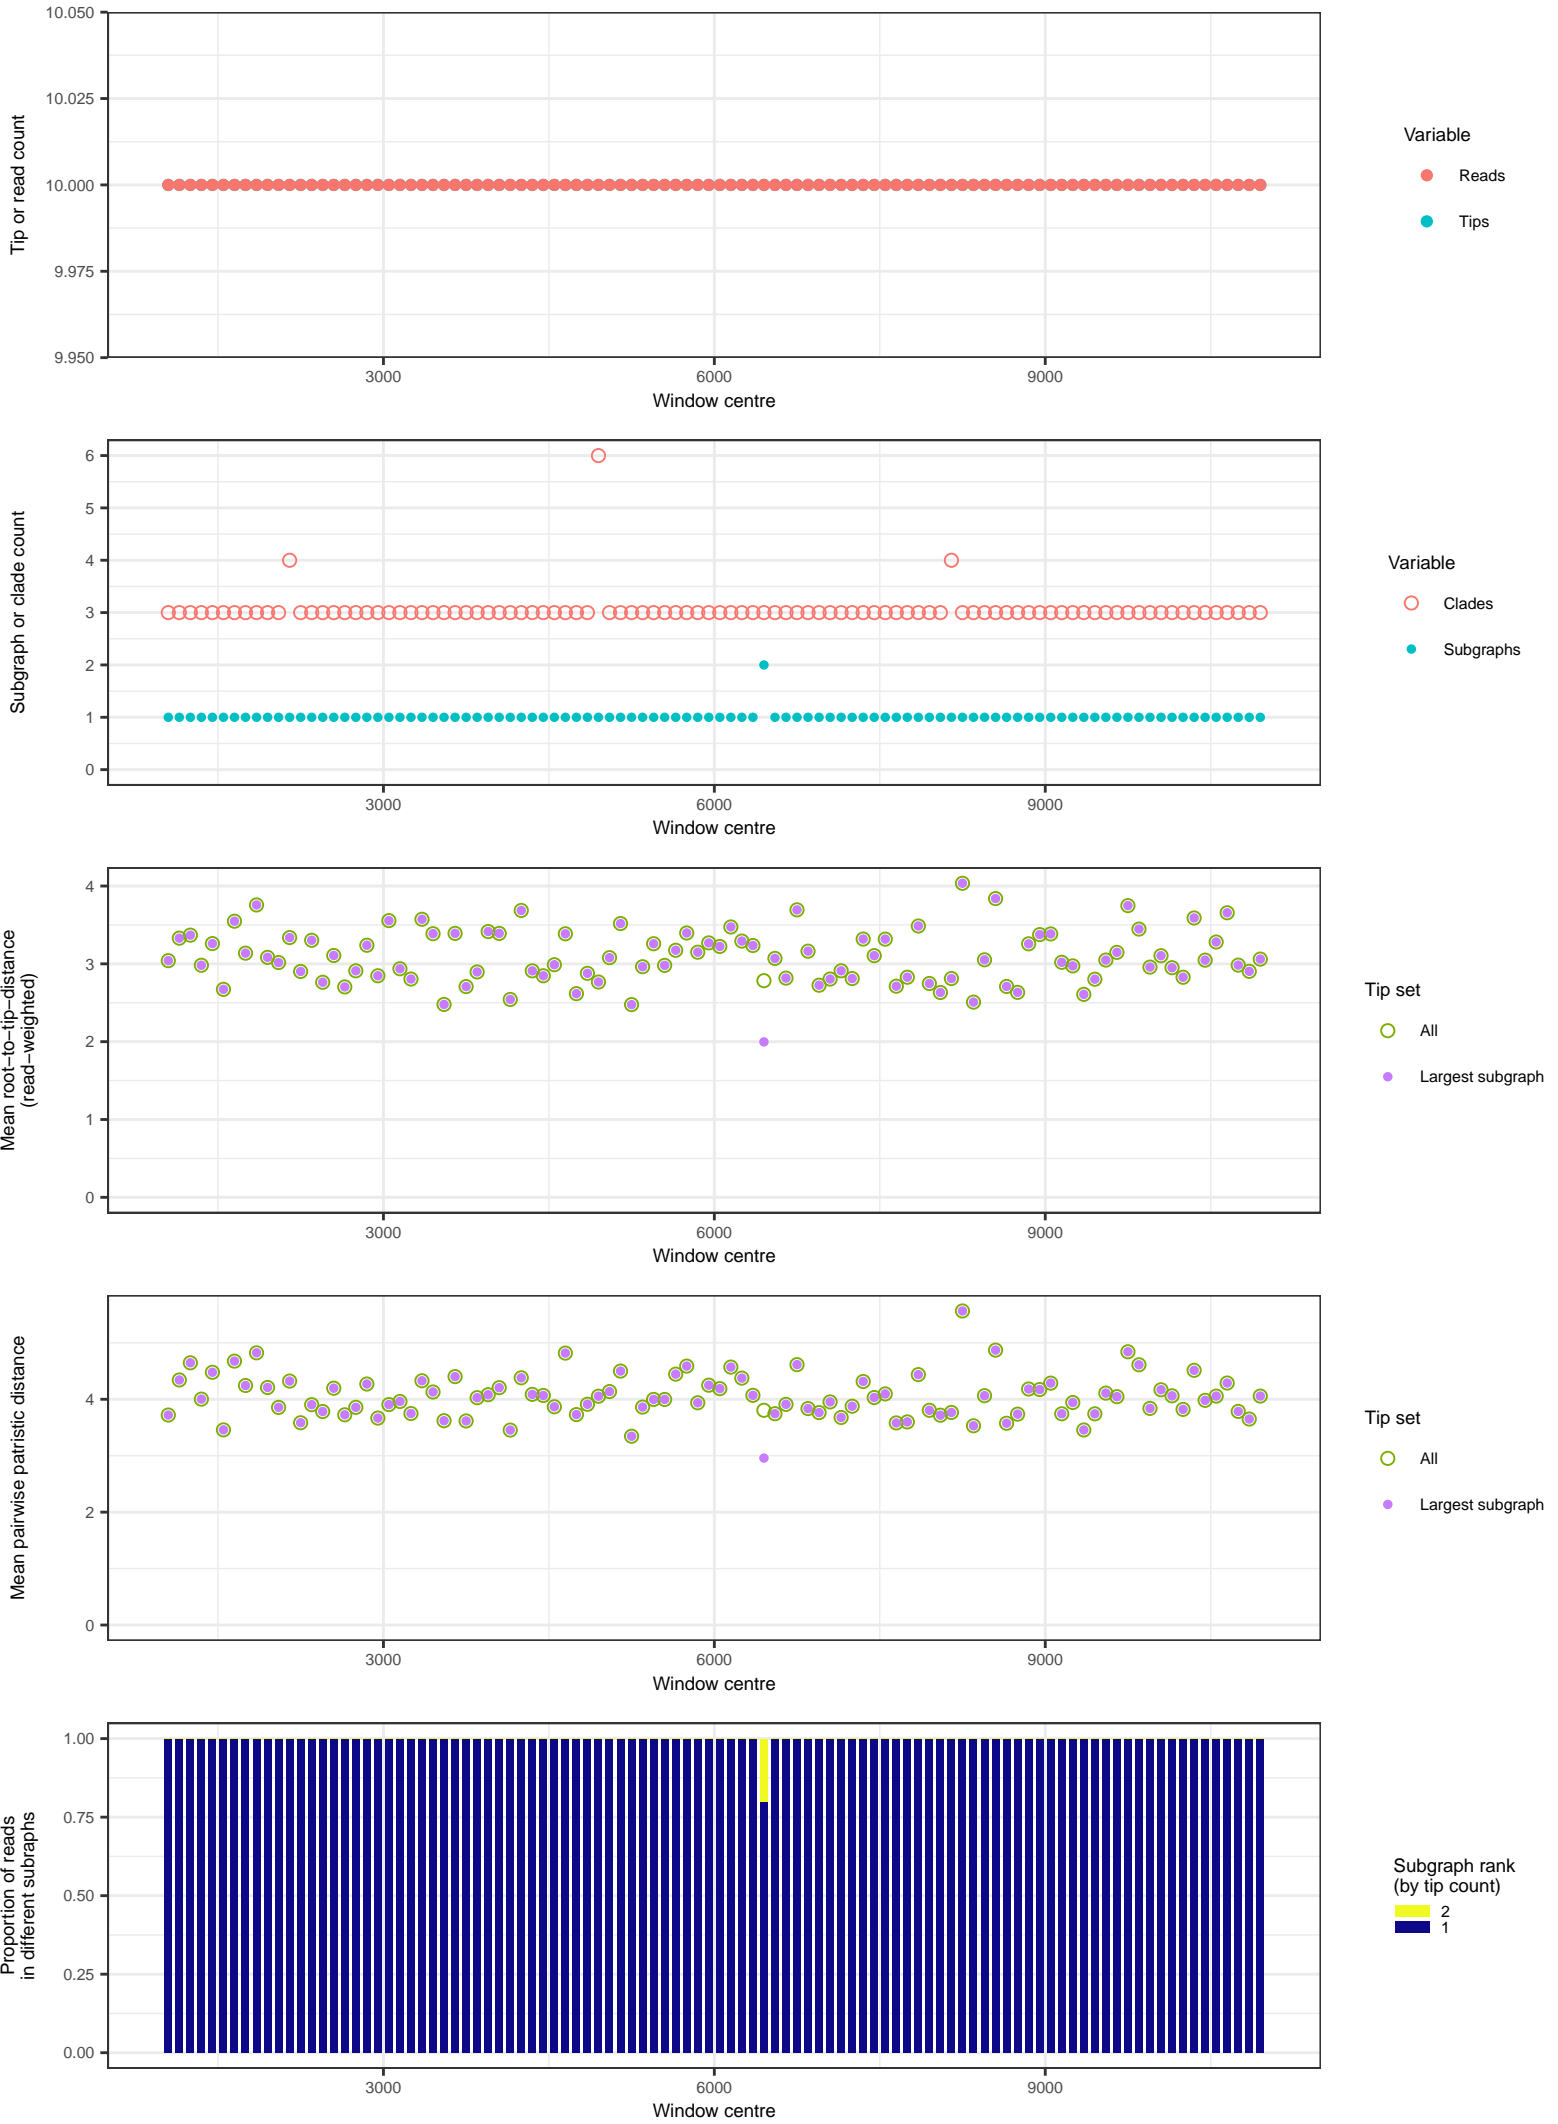 10.050
10.025
10.000
9.975
9.950
Tip or read count
3000 6000 9000
Window centre
Variable
Reads
Tips
6
5
4
3
2
1
0
Subgraph or clade count
3000 6000 9000
Window centre
Variable
Clades
Subgraphs
4
3
2
1
0
Mean root−to−tip−distance
(read−weighted)
3000 6000 9000
Window centre
Tip set
All
Largest subgraph
4
2
0
Mean pairwise patristic distance
3000 6000 9000
Window centre
Tip set
All
Largest subgraph
1.00
0.75
0.50
0.25
0.00
Proportion of reads
in different subraphs
3000 6000 9000
Window centre
Subgraph rank
(by tip count)
2
1